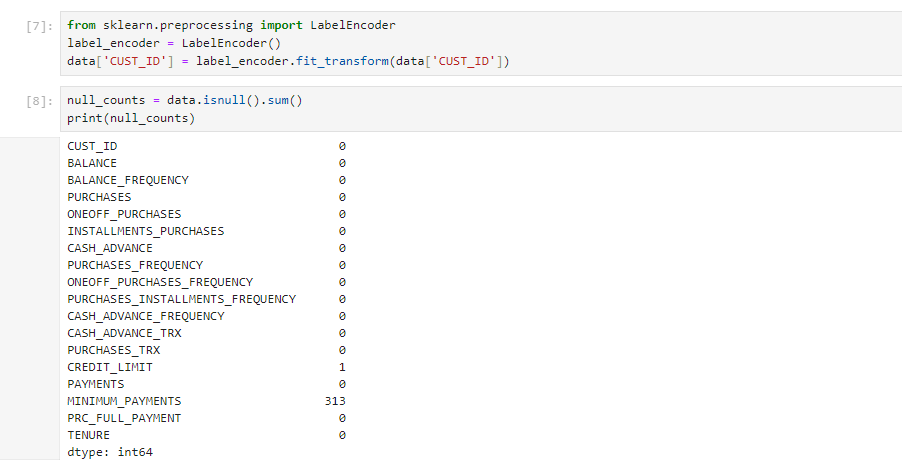 [7]: from sklearn.preprocessing import LabelEncoder
label_encoder = LabelEncoder()
data['CUST_ID'] = label_encoder.fit_transform(data['CUST_ID'])
[8]: null_counts = data.isnull().sum()
print(null_counts)
CUST_ID 0
BALANCE 0
BALANCE_FREQUENCY 0
PURCHASES 0
ONEOFF_PURCHASES 0
INSTALLMENTS_PURCHASES 0
CASH_ADVANCE 0
PURCHASES_FREQUENCY 0
ONEOFF_PURCHASES_FREQUENCY 0
PURCHASES_INSTALLMENTS_FREQUENCY 0
CASH_ADVANCE_FREQUENCY 0
CASH_ADVANCE_TRX 0
PURCHASES_TRX 0
CREDIT_LIMIT 1
PAYMENTS 0
MINIMUM_PAYMENTS 313
PRC_FULL_PAYMENT 0
TENURE 0
dtype: int64